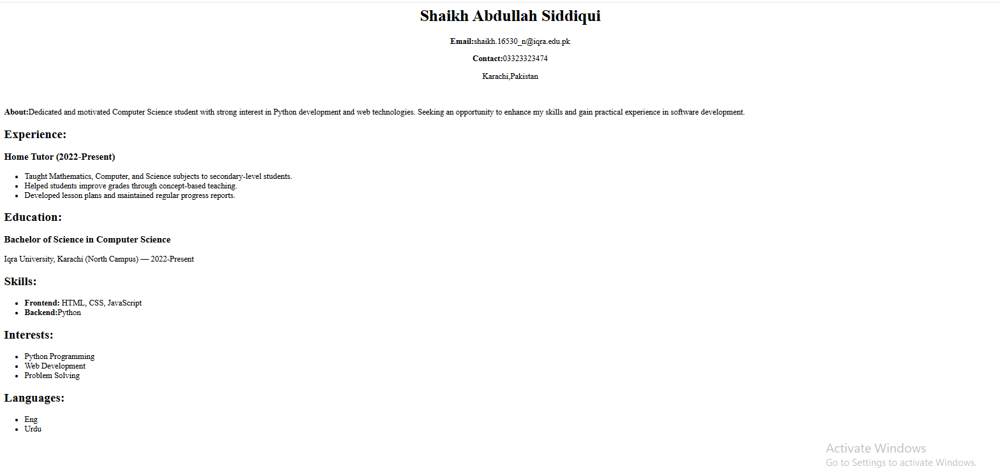 Shaikh Abdullah Siddiqui
Email:shaikh.16530_n@iqra.edu.pk
Contact:03323323474
Karachi,Pakistan
About:Dedicated and motivated Computer Science student with strong interest in Python development and web technologies. Seeking an opportunity to enhance my skills and gain practical experience in software development.
Experience:
Home Tutor (2022-Present)
• Taught Mathematics, Computer, and Science subjects to secondary-level students.
• Helped students improve grades through concept-based teaching.
• Developed lesson plans and maintained regular progress reports.
Education:
Bachelor of Science in Computer Science
Iqra University, Karachi (North Campus) — 2022-Present
Skills:
• Frontend: HTML, CSS, JavaScript
• Backend:Python
Interests:
• Python Programming
• Web Development
• Problem Solving
Languages:
• Eng
• Urdu
Activate Windows
Go to Settings to activate Windows.